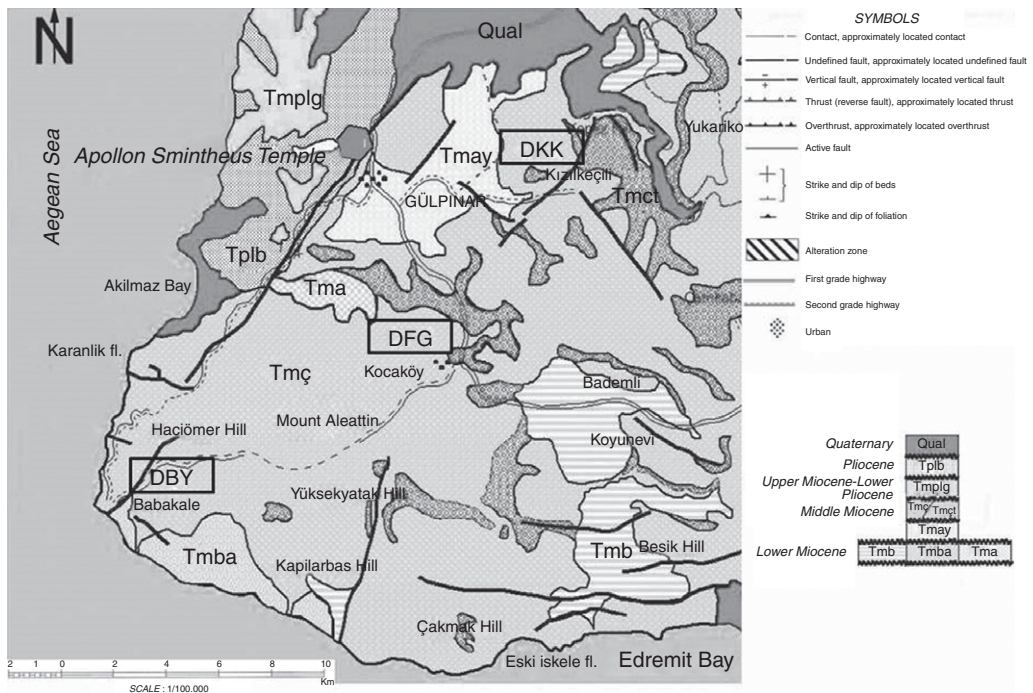 N
Aegean Sea
Qual
Tmplg
Apollon Smintheus Temple
Tmay
DKK
Yukariko
Kızılkeçili
GÜLPINAR
Tmct
Tplb
Akilmaz Bay
Tma
DFG
Karanlik fl.
Tmç
Kocaköy
Bademli
Mount Aleattin
Haciömer Hill
Koyunevi
DBY
Babakale
Yüksekyatak Hill
Tmba
Tmb
Besik Hill
Kapilarbas Hill
Çakmak Hill
Eski iskele fl.
Edremit Bay
2 1 0 2 4 6 8 10
Km
SCALE : 1/100.000
SYMBOLS
Contact, approximately located contact
Undefined fault, approximately located undefined fault
Vertical fault, approximately located vertical fault
Thrust (reverse fault), approximately located thrust
Overthrust, approximately located overthrust
Active fault
Strike and dip of beds
Strike and dip of foliation
Alteration zone
First grade highway
Second grade highway
Urban
Quaternary Qual
Pliocene Tplb
Upper Miocene-Lower
Pliocene Tmplg
Middle Miocene Tmç Tmçt
Tmay
Lower Miocene Tmb Tmba Tma